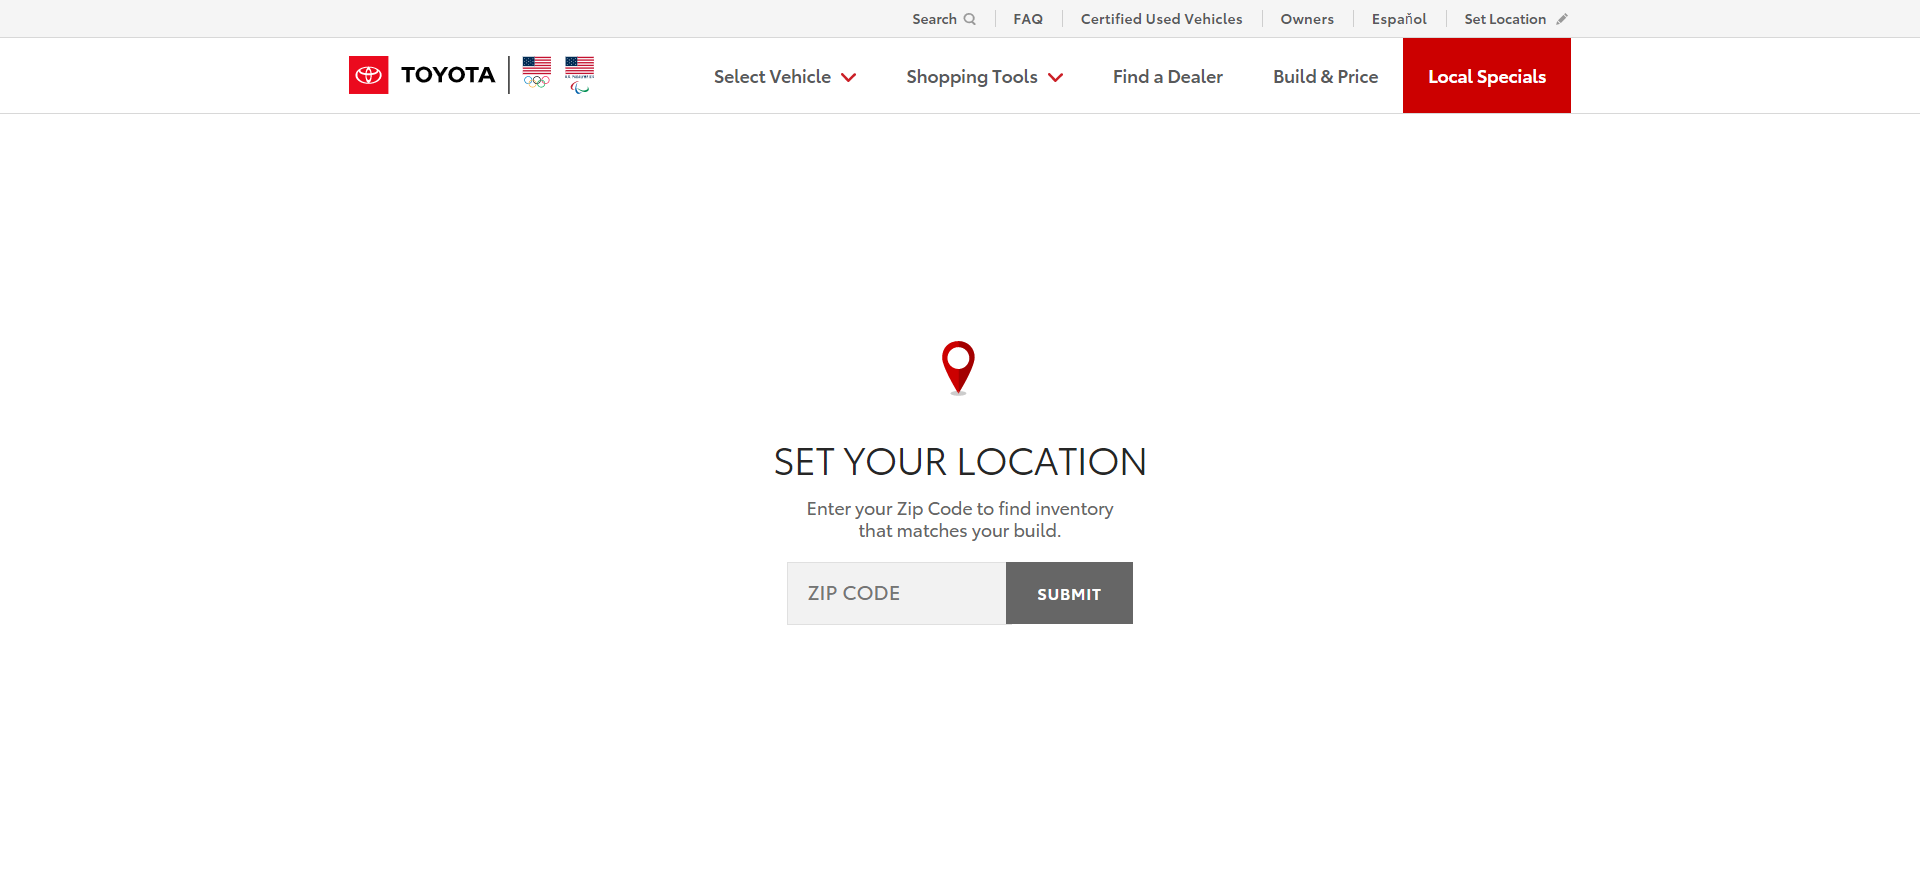 Search
FAQ
Certified Used Vehicles
Owners
Español
Set Location
TOYOTA
Select Vehicle
Shopping Tools
Find a Dealer
Build & Price
Local Specials
SET YOUR LOCATION
Enter your Zip Code to find inventory
that matches your build.
ZIP CODE
SUBMIT